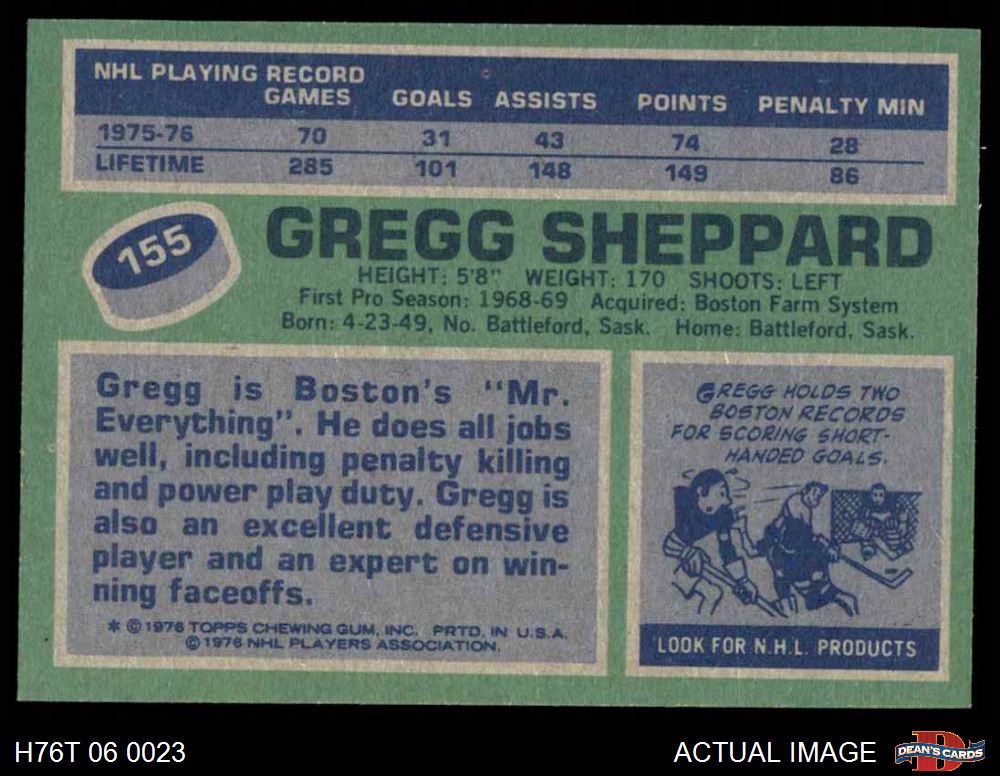 NHL PLAYING RECORD
GAMES GOALS ASSISTS POINTS PENALTY MIN
1975-76 70 31 43 74 28
LIFETIME 285 101 148 149 86
155
GREGG SHEPPARD
HEIGHT: 5'8" WEIGHT: 170 SHOOTS: LEFT
First Pro Season: 1968-69 Acquired: Boston Farm System
Born: 4-23-49, No. Battleford, Sask. Home: Battleford, Sask.
Gregg is Boston's "Mr.
Everything". He does all jobs
well, including penalty killing
and power play duty. Gregg is
also an excellent defensive
player and an expert on win-
ning faceoffs.
* © 1976 TOPPS CHEWING GUM, INC. PRTD. IN U.S.A.
© 1976 NHL PLAYERS ASSOCIATION.
GREGG HOLDS TWO
BOSTON RECORDS
FOR SCORING SHORT-
HANDED GOALS.
LOOK FOR N.H.L. PRODUCTS
H76T 06 0023
ACTUAL IMAGE
D
DEAN'S CARDS